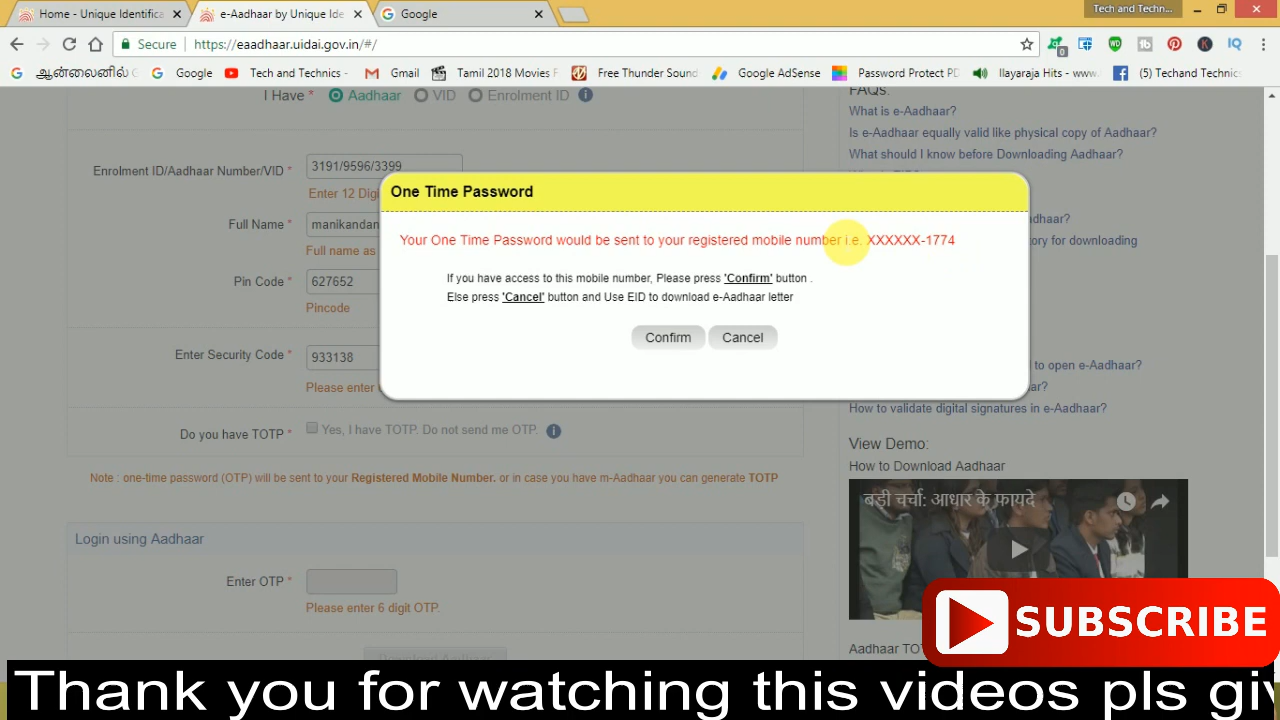 Tech and Techn...
Home - Unique Identifica
e-Aadhaar by Unique Ide
Google
Secure
https://eaadhaar.uidai.gov.in/#/
ஆன்லைனில்
Google
Tech and Technics -
Gmail
Tamil 2018 Movies F
Free Thunder Sound
Google AdSense
Password Protect PD
Ilayaraja Hits - www.
(5) Techand Technics
I Have *
Aadhaar
VID
Enrolment ID
Enrolment ID/Aadhaar Number/VID *
3191/9596/3399
Enter 12 Digi
Full Name *
manikandan
Full name as
Pin Code *
627652
Pincode
Enter Security Code *
933138
Please enter
Do you have TOTP *
Yes, I have TOTP. Do not send me OTP.
Note : one-time password (OTP) will be sent to your Registered Mobile Number. or in case you have m-Aadhaar you can generate TOTP
Login using Aadhaar
Enter OTP *
Please enter 6 digit OTP.
Download Aadhaar
One Time Password
Your One Time Password would be sent to your registered mobile number i.e. XXXXXX-1774
If you have access to this mobile number, Please press 'Confirm' button .
Else press 'Cancel' button and Use EID to download e-Aadhaar letter
Confirm
Cancel
FAQs:
What is e-Aadhaar?
Is e-Aadhaar equally valid like physical copy of Aadhaar?
What should I know before Downloading Aadhaar?
dhaar?
tory for downloading
to open e-Aadhaar?
ar?
How to validate digital signatures in e-Aadhaar?
View Demo:
How to Download Aadhaar
बड़ी चर्चा: आधार के फायदे
Aadhaar TO
SUBSCRIBE
Thank you for watching this videos pls giv